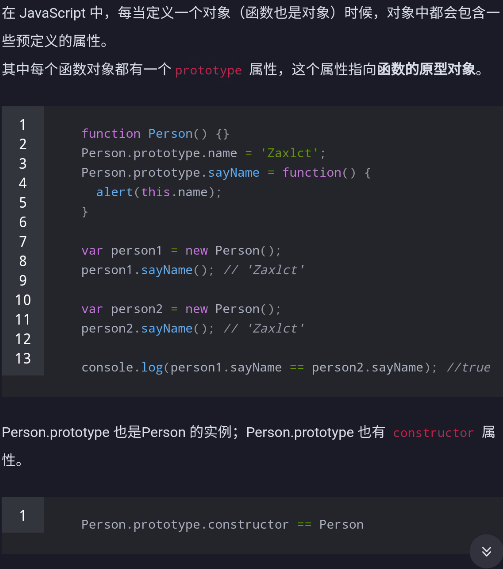 在 JavaScript 中，每当定义一个对象（函数也是对象）时候，对象中都会包含一
些预定义的属性。
其中每个函数对象都有一个 prototype 属性，这个属性指向函数的原型对象。
1 function Person() {}
2 Person.prototype.name = 'Zaxlct';
3 Person.prototype.sayName = function() {
4 alert(this.name);
5 }
6
7 var person1 = new Person();
8 person1.sayName(); // 'Zaxlct'
9
10 var person2 = new Person();
11 person2.sayName(); // 'Zaxlct'
12
13 console.log(person1.sayName == person2.sayName); //true
Person.prototype 也是Person 的实例；Person.prototype 也有 constructor 属
性。
1 Person.prototype.constructor == Person